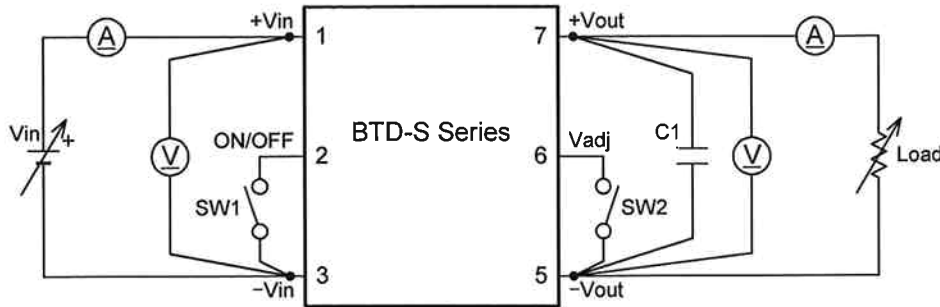 +Vin
+Vout
A
1
7
A
Vin
+
V
ON/OFF
2
BTD-S Series
6
Vadj
C1
V
Load
SW1
SW2
3
5
−Vin
−Vout